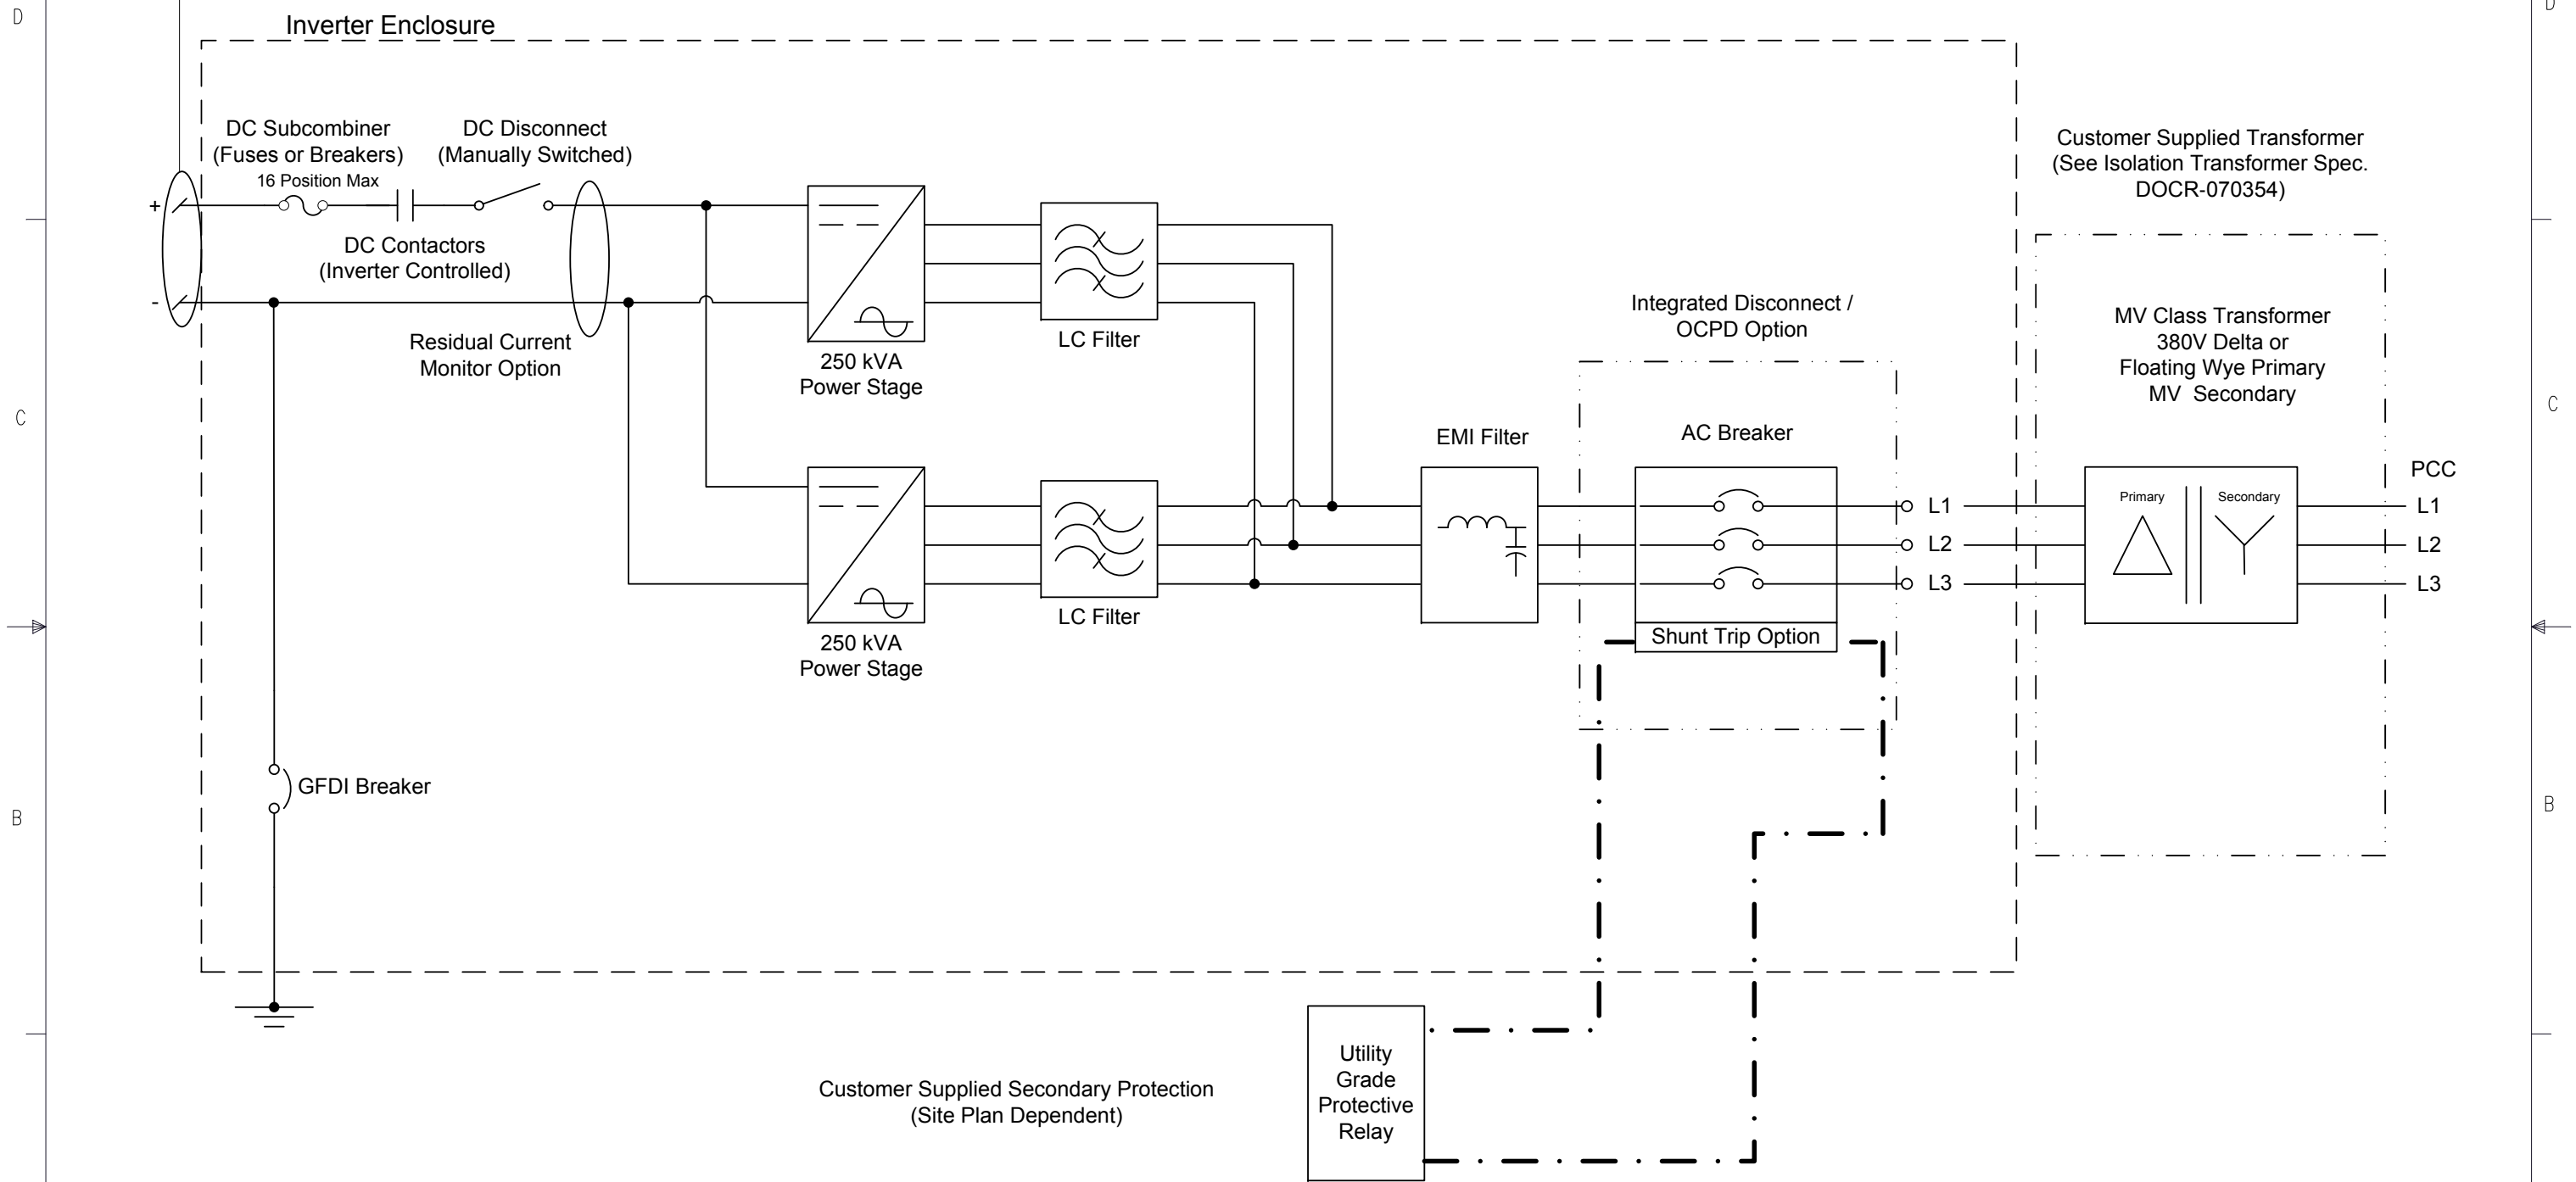 D
D
Inverter Enclosure
DC Subcombiner
(Fuses or Breakers)
16 Position Max
DC Disconnect
(Manually Switched)
+
-
DC Contactors
(Inverter Controlled)
Residual Current
Monitor Option
250 kVA
Power Stage
LC Filter
250 kVA
Power Stage
LC Filter
EMI Filter
Integrated Disconnect /
OCPD Option
AC Breaker
Shunt Trip Option
L1
L2
L3
Customer Supplied Transformer
(See Isolation Transformer Spec.
DOCR-070354)
MV Class Transformer
380V Delta or
Floating Wye Primary
MV Secondary
Primary
Secondary
PCC
L1
L2
L3
C
C
GFDI Breaker
B
B
Customer Supplied Secondary Protection
(Site Plan Dependent)
Utility
Grade
Protective
Relay